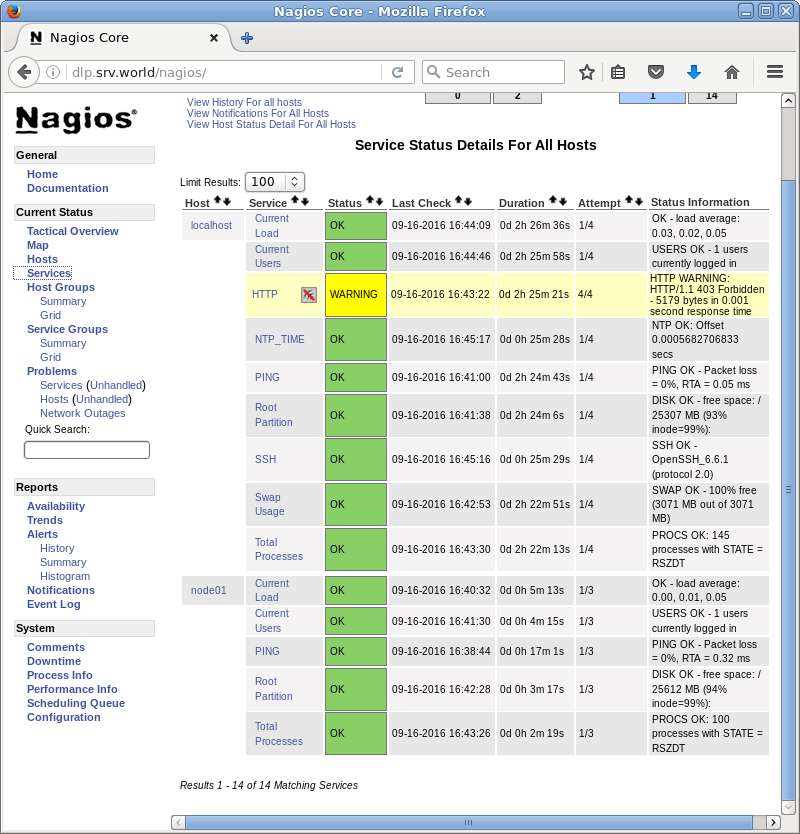 Nagios Core - Mozilla Firefox
Nagios Core
dlp.srv.world/nagios/
Search
Nagios®
General
Home
Documentation
Current Status
Tactical Overview
Map
Hosts
Services
Host Groups
Summary
Grid
Service Groups
Summary
Grid
Problems
Services (Unhandled)
Hosts (Unhandled)
Network Outages
Quick Search:
Reports
Availability
Trends
Alerts
History
Summary
Histogram
Notifications
Event Log
System
Comments
Downtime
Process Info
Performance Info
Scheduling Queue
Configuration
View History For all hosts
View Notifications For All Hosts
View Host Status Detail For All Hosts
0 2 1 14
Service Status Details For All Hosts
Limit Results: 100
Host Service Status Last Check Duration Attempt Status Information
localhost Current Load OK 09-16-2016 16:44:09 0d 2h 26m 36s 1/4 OK - load average:
0.03, 0.02, 0.05
Current Users OK 09-16-2016 16:44:46 0d 2h 25m 58s 1/4 USERS OK - 1 users
currently logged in
HTTP WARNING 09-16-2016 16:43:22 0d 2h 25m 21s 4/4 HTTP WARNING:
HTTP/1.1 403 Forbidden
- 5179 bytes in 0.001
second response time
NTP_TIME OK 09-16-2016 16:45:17 0d 0h 25m 28s 1/4 NTP OK: Offset
0.0005682706833
secs
PING OK 09-16-2016 16:41:00 0d 2h 24m 43s 1/4 PING OK - Packet loss
= 0%, RTA = 0.05 ms
Root Partition OK 09-16-2016 16:41:38 0d 2h 24m 6s 1/4 DISK OK - free space: /
25307 MB (93%
inode=99%):
SSH OK 09-16-2016 16:45:16 0d 0h 25m 29s 1/4 SSH OK -
OpenSSH_6.6.1
(protocol 2.0)
Swap Usage OK 09-16-2016 16:42:53 0d 2h 22m 51s 1/4 SWAP OK - 100% free
(3071 MB out of 3071
MB)
Total Processes OK 09-16-2016 16:43:30 0d 2h 22m 13s 1/4 PROCS OK: 145
processes with STATE =
RSZDT
node01 Current Load OK 09-16-2016 16:40:32 0d 0h 5m 13s 1/3 OK - load average:
0.00, 0.01, 0.05
Current Users OK 09-16-2016 16:41:30 0d 0h 4m 15s 1/3 USERS OK - 1 users
currently logged in
PING OK 09-16-2016 16:38:44 0d 0h 17m 1s 1/3 PING OK - Packet loss
= 0%, RTA = 0.32 ms
Root Partition OK 09-16-2016 16:42:28 0d 0h 3m 17s 1/3 DISK OK - free space: /
25612 MB (94%
inode=99%):
Total Processes OK 09-16-2016 16:43:26 0d 0h 2m 19s 1/3 PROCS OK: 100
processes with STATE =
RSZDT
Results 1 - 14 of 14 Matching Services